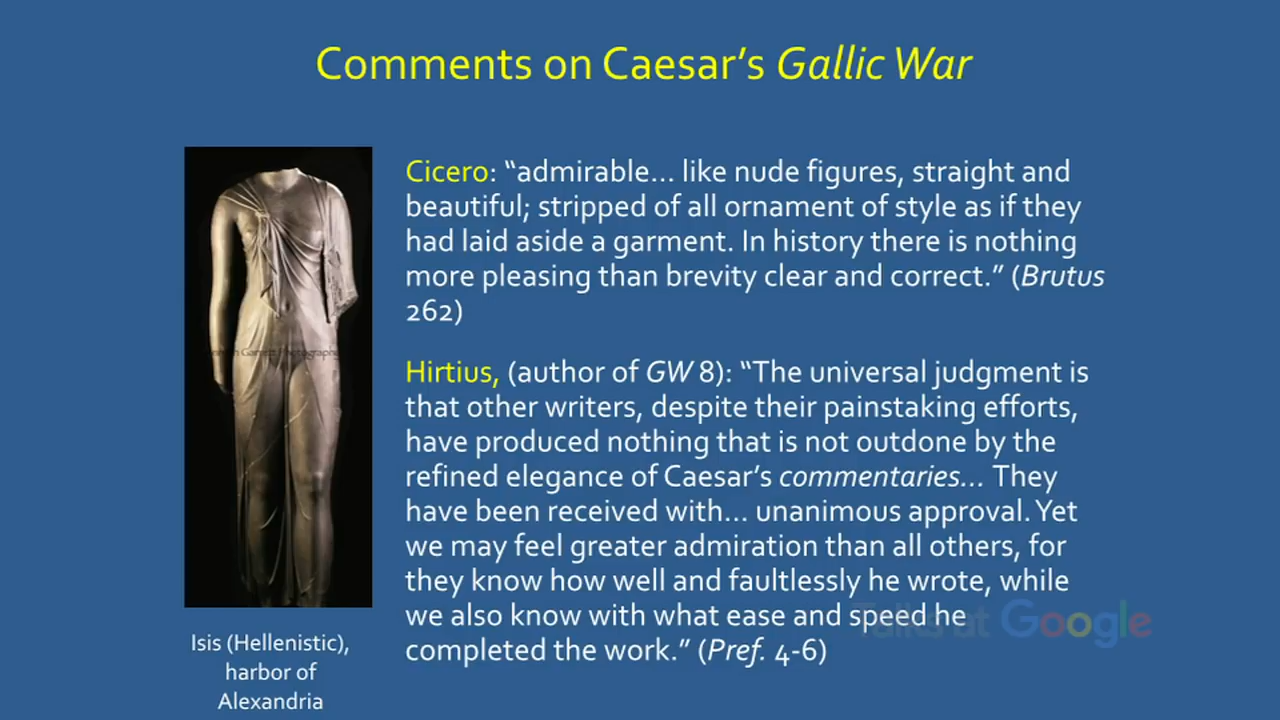 Comments on Caesar's Gallic War
Cicero: “admirable... like nude figures, straight and
beautiful; stripped of all ornament of style as if they
had laid aside a garment. In history there is nothing
more pleasing than brevity clear and correct.” (Brutus
262)
Hirtius, (author of GW 8): “The universal judgment is
that other writers, despite their painstaking efforts,
have produced nothing that is not outdone by the
refined elegance of Caesar’s commentaries... They
have been received with... unanimous approval. Yet
we may feel greater admiration than all others, for
they know how well and faultlessly he wrote, while
we also know with what ease and speed he
completed the work.” (Pref. 4-6)
Isis (Hellenistic),
harbor of
Alexandria
Talks at Google